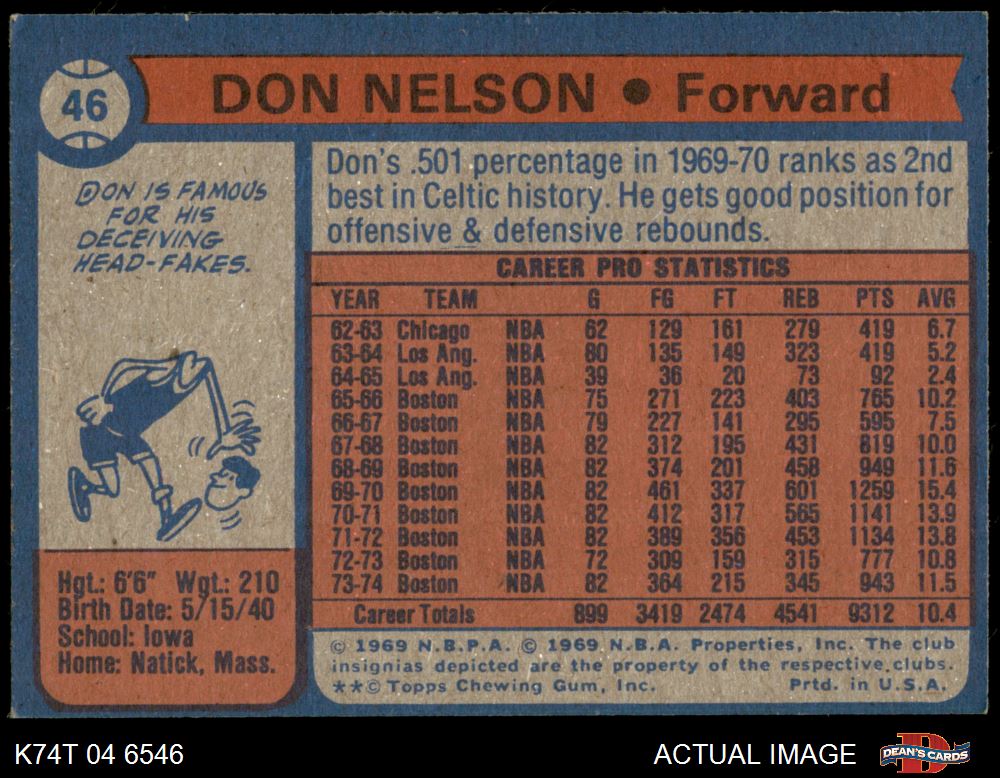 46
DON NELSON • Forward
DON IS FAMOUS
FOR HIS
DECEIVING
HEAD-FAKES.
Don's .501 percentage in 1969-70 ranks as 2nd
best in Celtic history. He gets good position for
offensive & defensive rebounds.
CAREER PRO STATISTICS
YEAR TEAM G FG FT REB PTS AVG
62-63 Chicago NBA 62 129 161 279 419 6.7
63-64 Los Ang. NBA 80 135 149 323 419 5.2
64-65 Los Ang. NBA 39 36 20 73 92 2.4
65-66 Boston NBA 75 271 223 403 765 10.2
66-67 Boston NBA 79 227 141 295 595 7.5
67-68 Boston NBA 82 312 195 431 819 10.0
68-69 Boston NBA 82 374 201 458 949 11.6
69-70 Boston NBA 82 461 337 601 1259 15.4
70-71 Boston NBA 82 412 317 565 1141 13.9
71-72 Boston NBA 82 389 356 453 1134 13.8
72-73 Boston NBA 72 309 159 315 777 10.8
73-74 Boston NBA 82 364 215 345 943 11.5
Career Totals 899 3419 2474 4541 9312 10.4
Hgt.: 6'6" Wgt.: 210
Birth Date: 5/15/40
School: Iowa
Home: Natick, Mass.
© 1969 N.B.P.A. © 1969 N.B.A. Properties, Inc. The club
insignias depicted are the property of the respective clubs.
**© Topps Chewing Gum, Inc. Prtd. in U.S.A.
K74T 04 6546 ACTUAL IMAGE DEAN'S CARDS